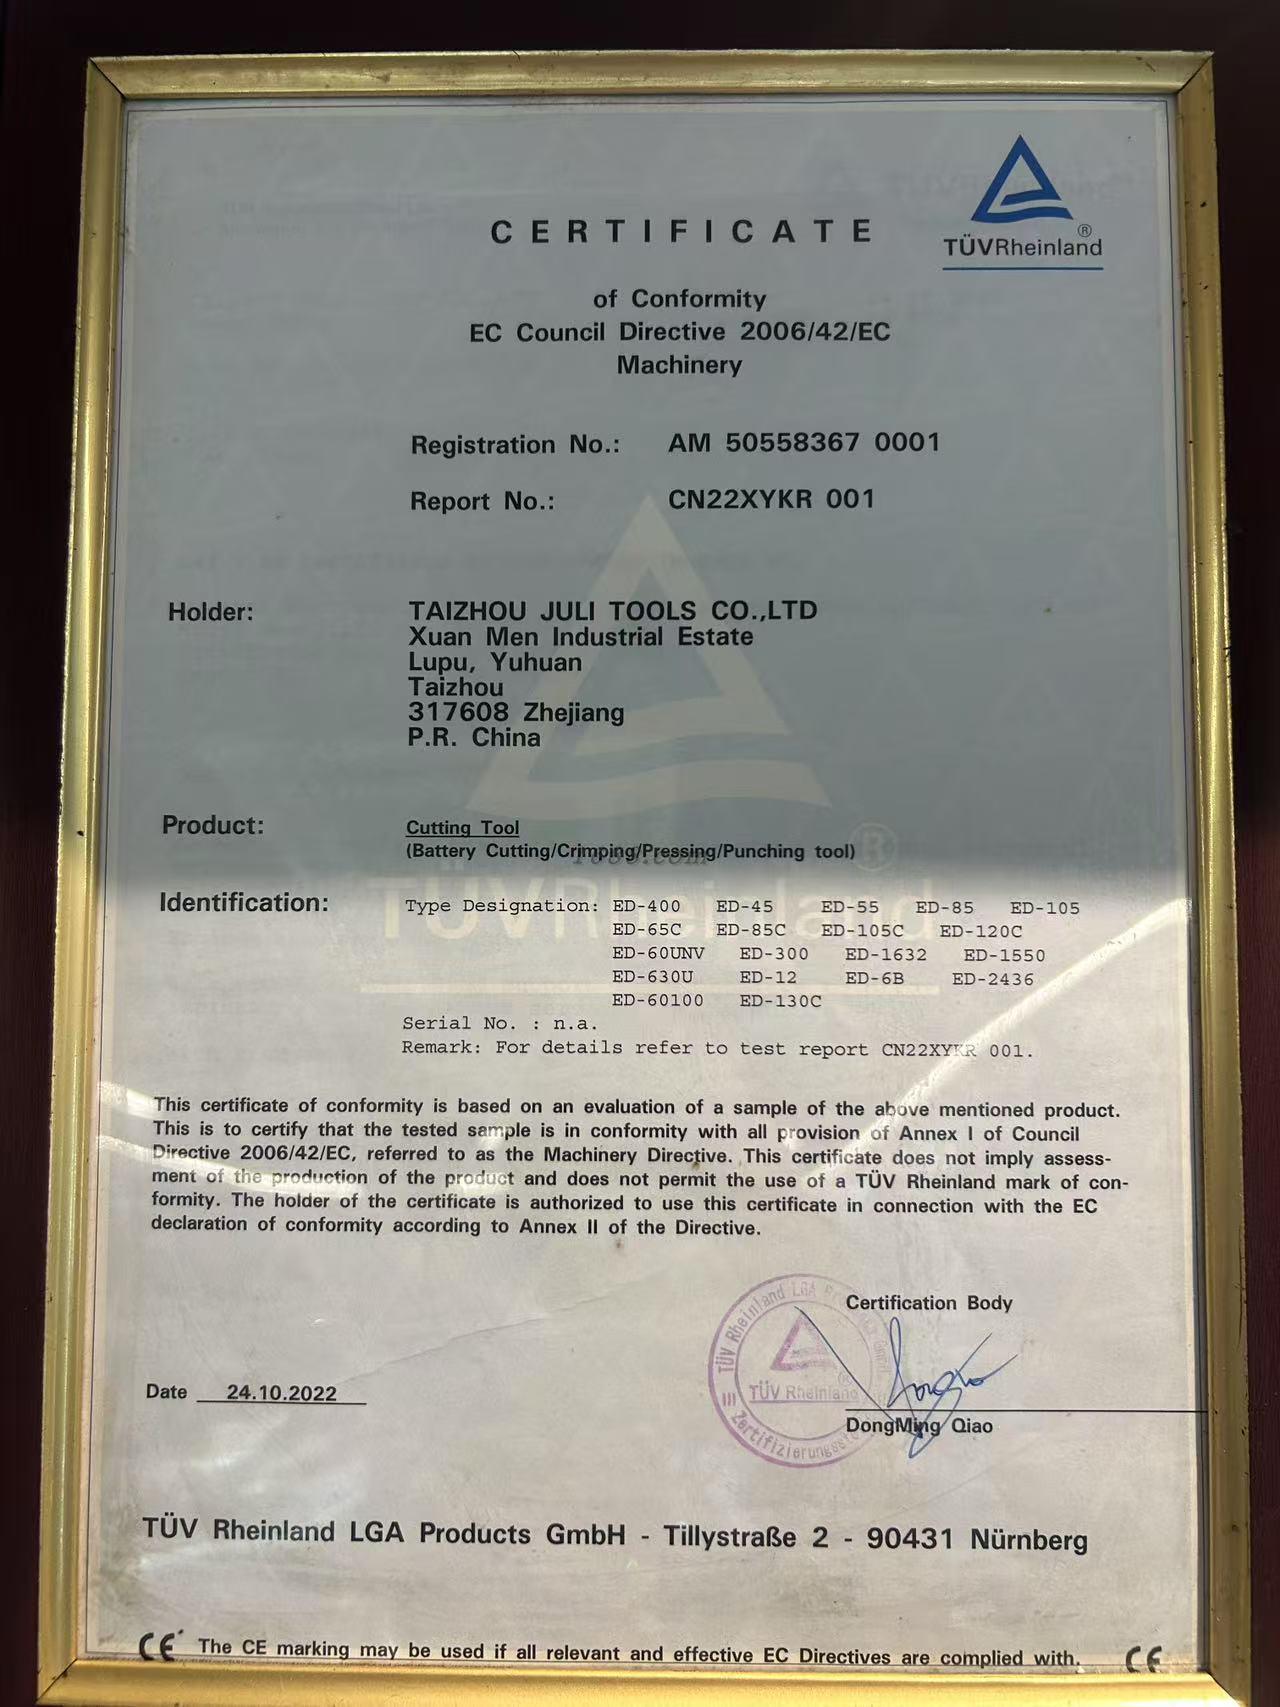 CERTIFICATE
®
TÜVRheinland
of Conformity
EC Council Directive 2006/42/EC
Machinery
Registration No.: AM 50558367 0001
Report No.: CN22XYKR 001
Holder: TAIZHOU JULI TOOLS CO.,LTD
Xuan Men Industrial Estate
Lupu, Yuhuan
Taizhou
317608 Zhejiang
P.R. China
Product: Cutting Tool
(Battery Cutting/Crimping/Pressing/Punching tool)
®
TÜVRheinland
Identification: Type Designation: ED-400 ED-45 ED-55 ED-85 ED-105
ED-65C ED-85C ED-105C ED-120C
ED-60UNV ED-300 ED-1632 ED-1550
ED-630U ED-12 ED-6B ED-2436
ED-60100 ED-130C
Serial No. : n.a.
Remark: For details refer to test report CN22XYKR 001.
This certificate of conformity is based on an evaluation of a sample of the above mentioned product.
This is to certify that the tested sample is in conformity with all provision of Annex I of Council
Directive 2006/42/EC, referred to as the Machinery Directive. This certificate does not imply assess-
ment of the production of the product and does not permit the use of a TÜV Rheinland mark of con-
formity. The holder of the certificate is authorized to use this certificate in connection with the EC
declaration of conformity according to Annex II of the Directive.
Certification Body
TÜV Rheinland LGA
TÜV Rheinland
Date 24.10.2022
DongMing Qiao
TÜV Rheinland LGA Products GmbH - Tillystraße 2 - 90431 Nürnberg
CE The CE marking may be used if all relevant and effective EC Directives are complied with. CE